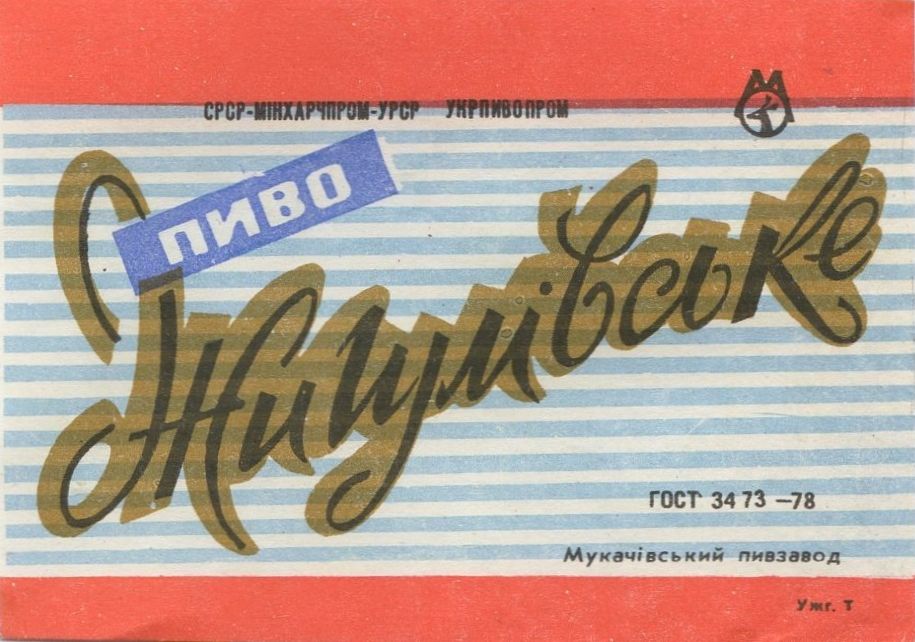 СРСР-МІНХАРЧПРОМ-УРСР УКРПИВОПРОМ
ПИВО
Жигулівське
ГОСТ 3473-78
Мукачівський пивзавод
Ужг. Т